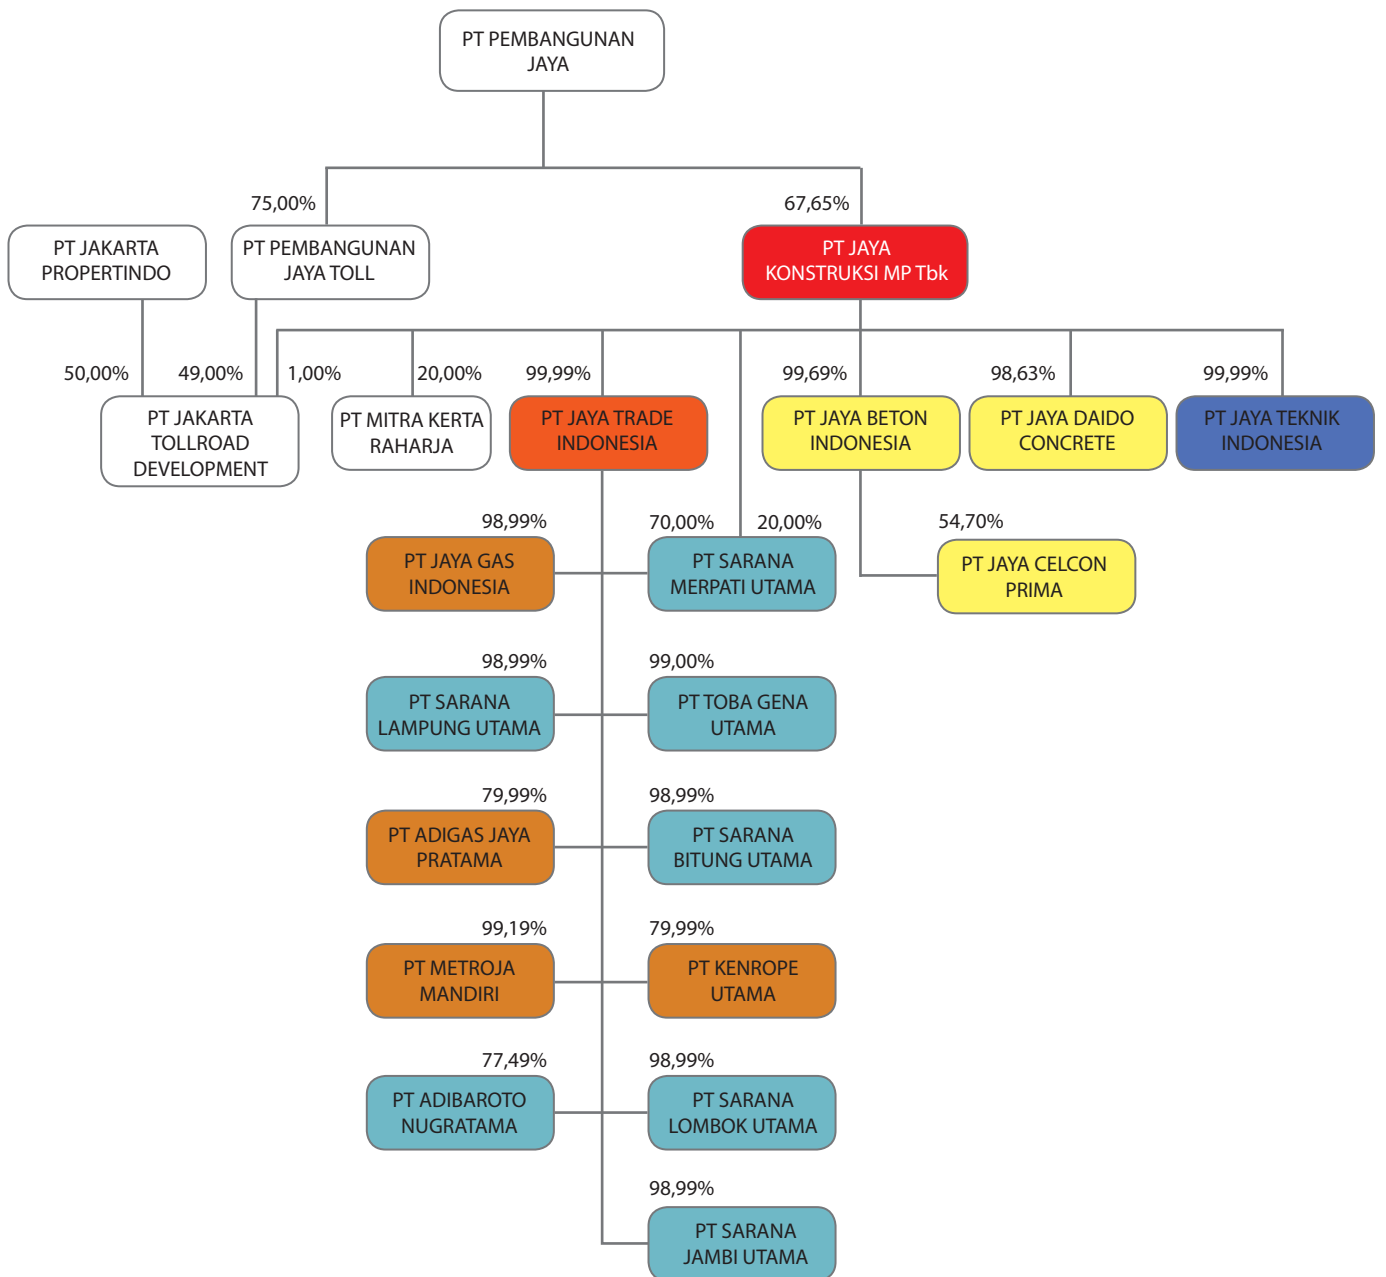 PT PEMBANGUNAN
JAYA
75,00%
67,65%
PT JAKARTA
PROPERTINDO
PT PEMBANGUNAN
JAYA TOLL
PT JAYA
KONSTRUKSI MP Tbk
50,00%
49,00%
1,00%
20,00%
99,99%
99,69%
98,63%
99,99%
PT JAKARTA
TOLLROAD
DEVELOPMENT
PT MITRA KERTA
RAHARJA
PT JAYA TRADE
INDONESIA
PT JAYA BETON
INDONESIA
PT JAYA DAIDO
CONCRETE
PT JAYA TEKNIK
INDONESIA
98,99%
70,00%
20,00%
54,70%
PT JAYA GAS
INDONESIA
PT SARANA
MERPATI UTAMA
PT JAYA CELCON
PRIMA
98,99%
99,00%
PT SARANA
LAMPUNG UTAMA
PT TOBA GENA
UTAMA
79,99%
98,99%
PT ADIGAS JAYA
PRATAMA
PT SARANA
BITUNG UTAMA
99,19%
79,99%
PT METROJA
MANDIRI
PT KENROPE
UTAMA
77,49%
98,99%
PT ADIBAROTO
NUGRATAMA
PT SARANA
LOMBOK UTAMA
98,99%
PT SARANA
JAMBI UTAMA